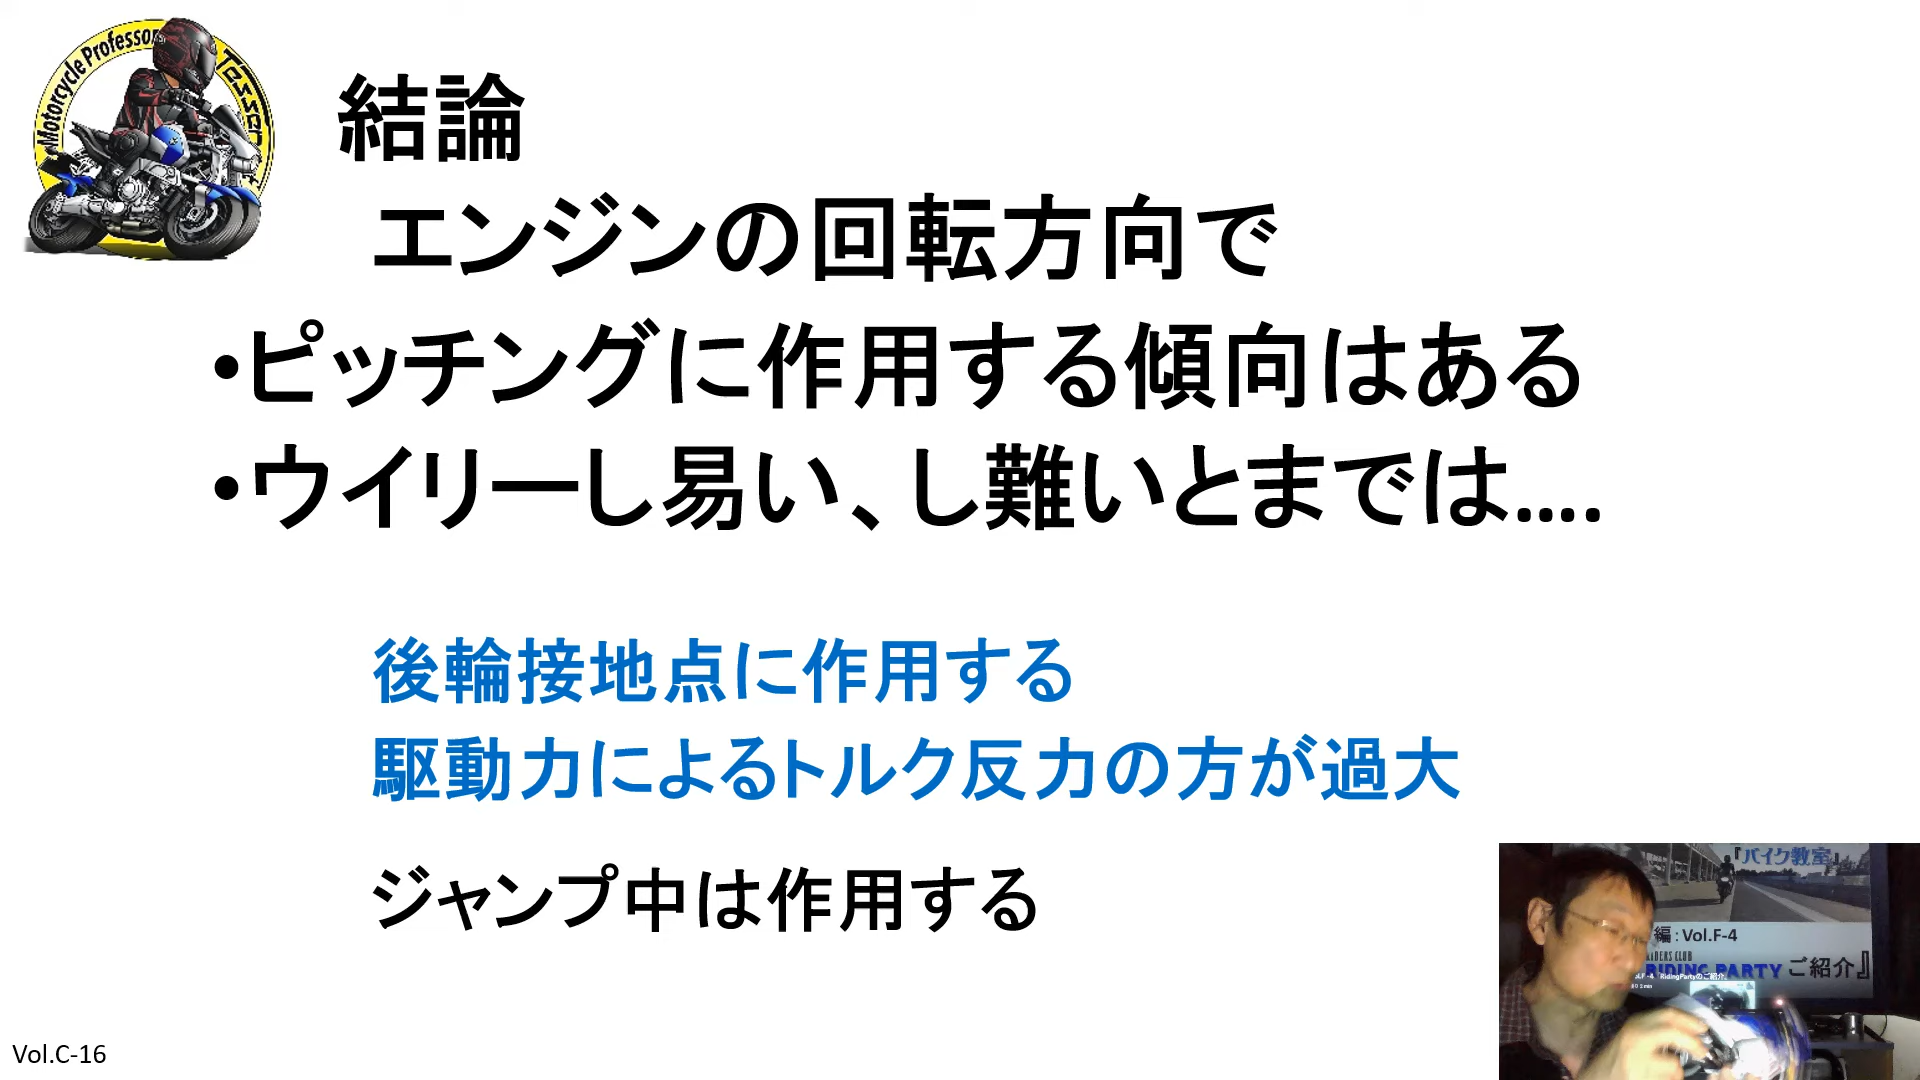 Motorcycle Professor Tesser
結論
エンジンの回転方向で
•ピッチングに作用する傾向はある
•ウイリーし易い、し難いとまでは....
後輪接地点に作用する
駆動力によるトルク反力の方が過大
ジャンプ中は作用する
『バイク教室』
編：Vol.F-4
RIDERS CLUB
RIDING PARTY ご紹介』
Vol.C-16